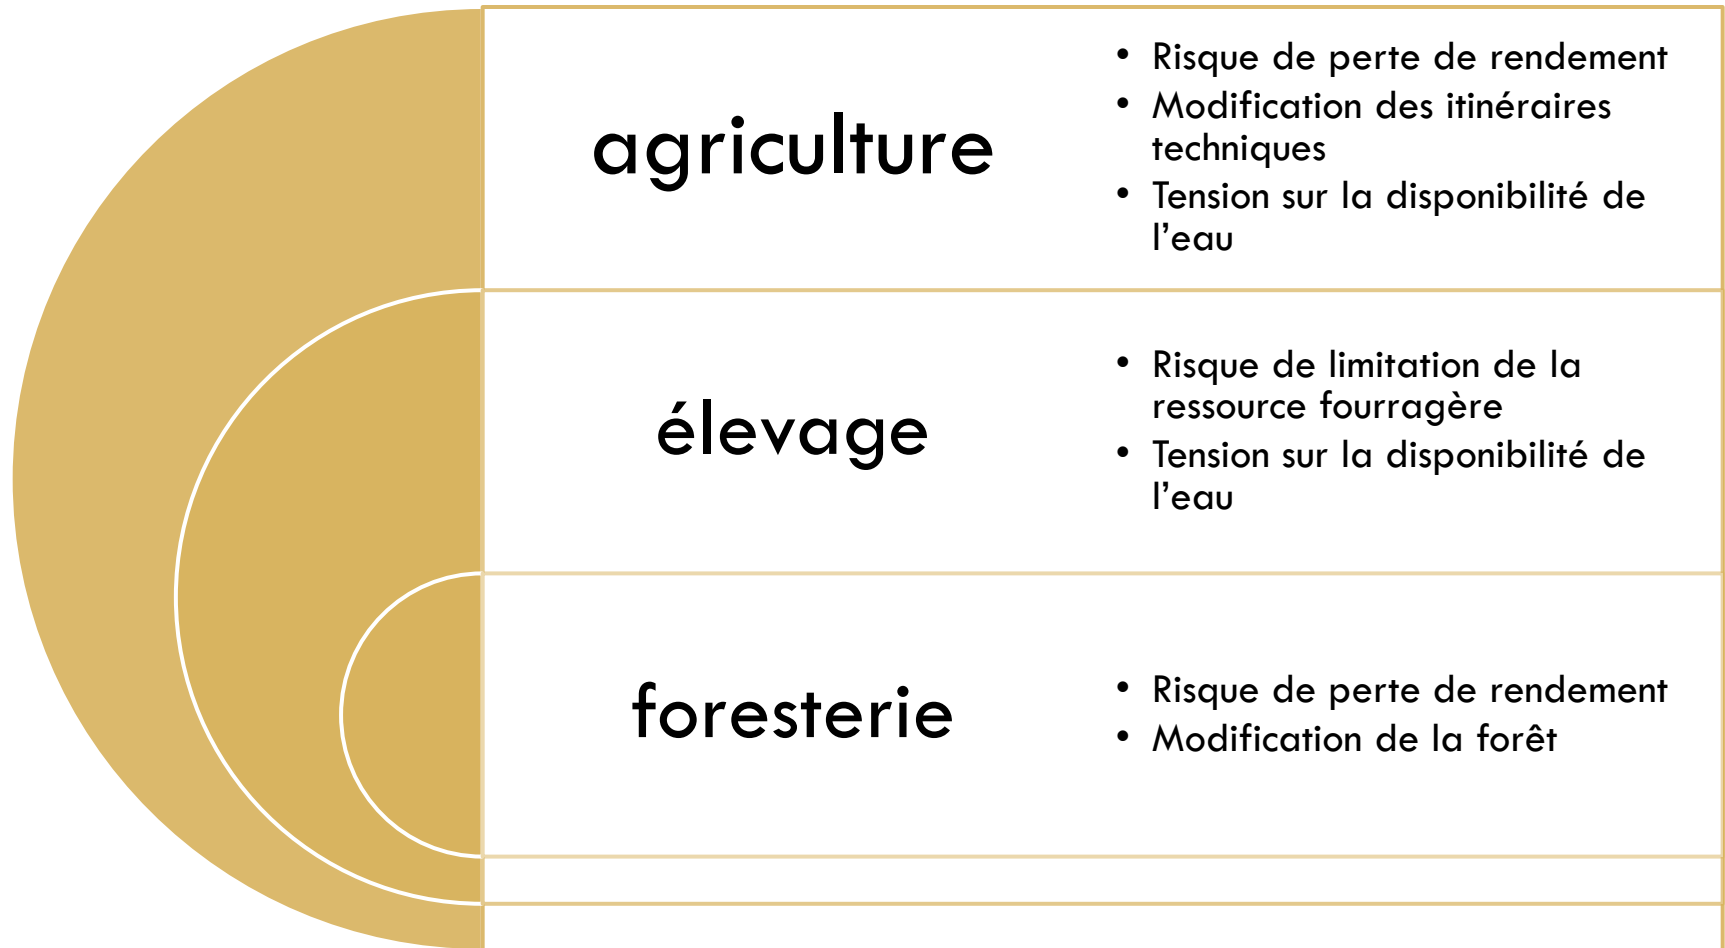 agriculture
• Risque de perte de rendement
• Modification des itinéraires
techniques
• Tension sur la disponibilité de
l’eau
élevage
• Risque de limitation de la
ressource fourragère
• Tension sur la disponibilité de
l’eau
foresterie
• Risque de perte de rendement
• Modification de la forêt